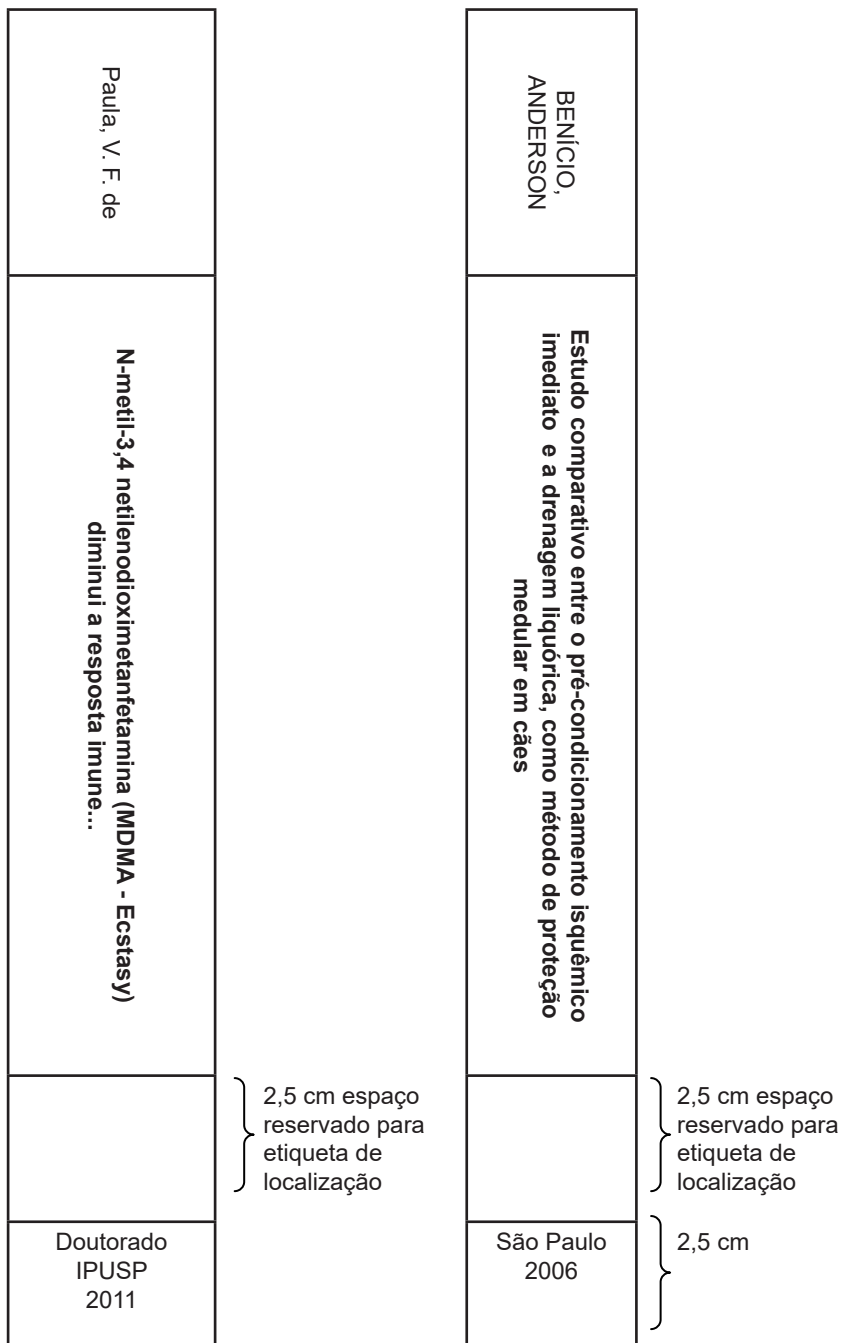 Paula, V. F. de
N-metil-3,4 netilenodioximetanfetamina (MDMA - Ecstasy)
diminui a resposta imune...
2,5 cm espaço
reservado para
etiqueta de
localização
Doutorado
IPUSP
2011
BENÍCIO,
ANDERSON
Estudo comparativo entre o pré-condicionamento isquêmico
imediato e a drenagem liquórica, como método de proteção
medular em cães
2,5 cm espaço
reservado para
etiqueta de
localização
São Paulo
2006
2,5 cm